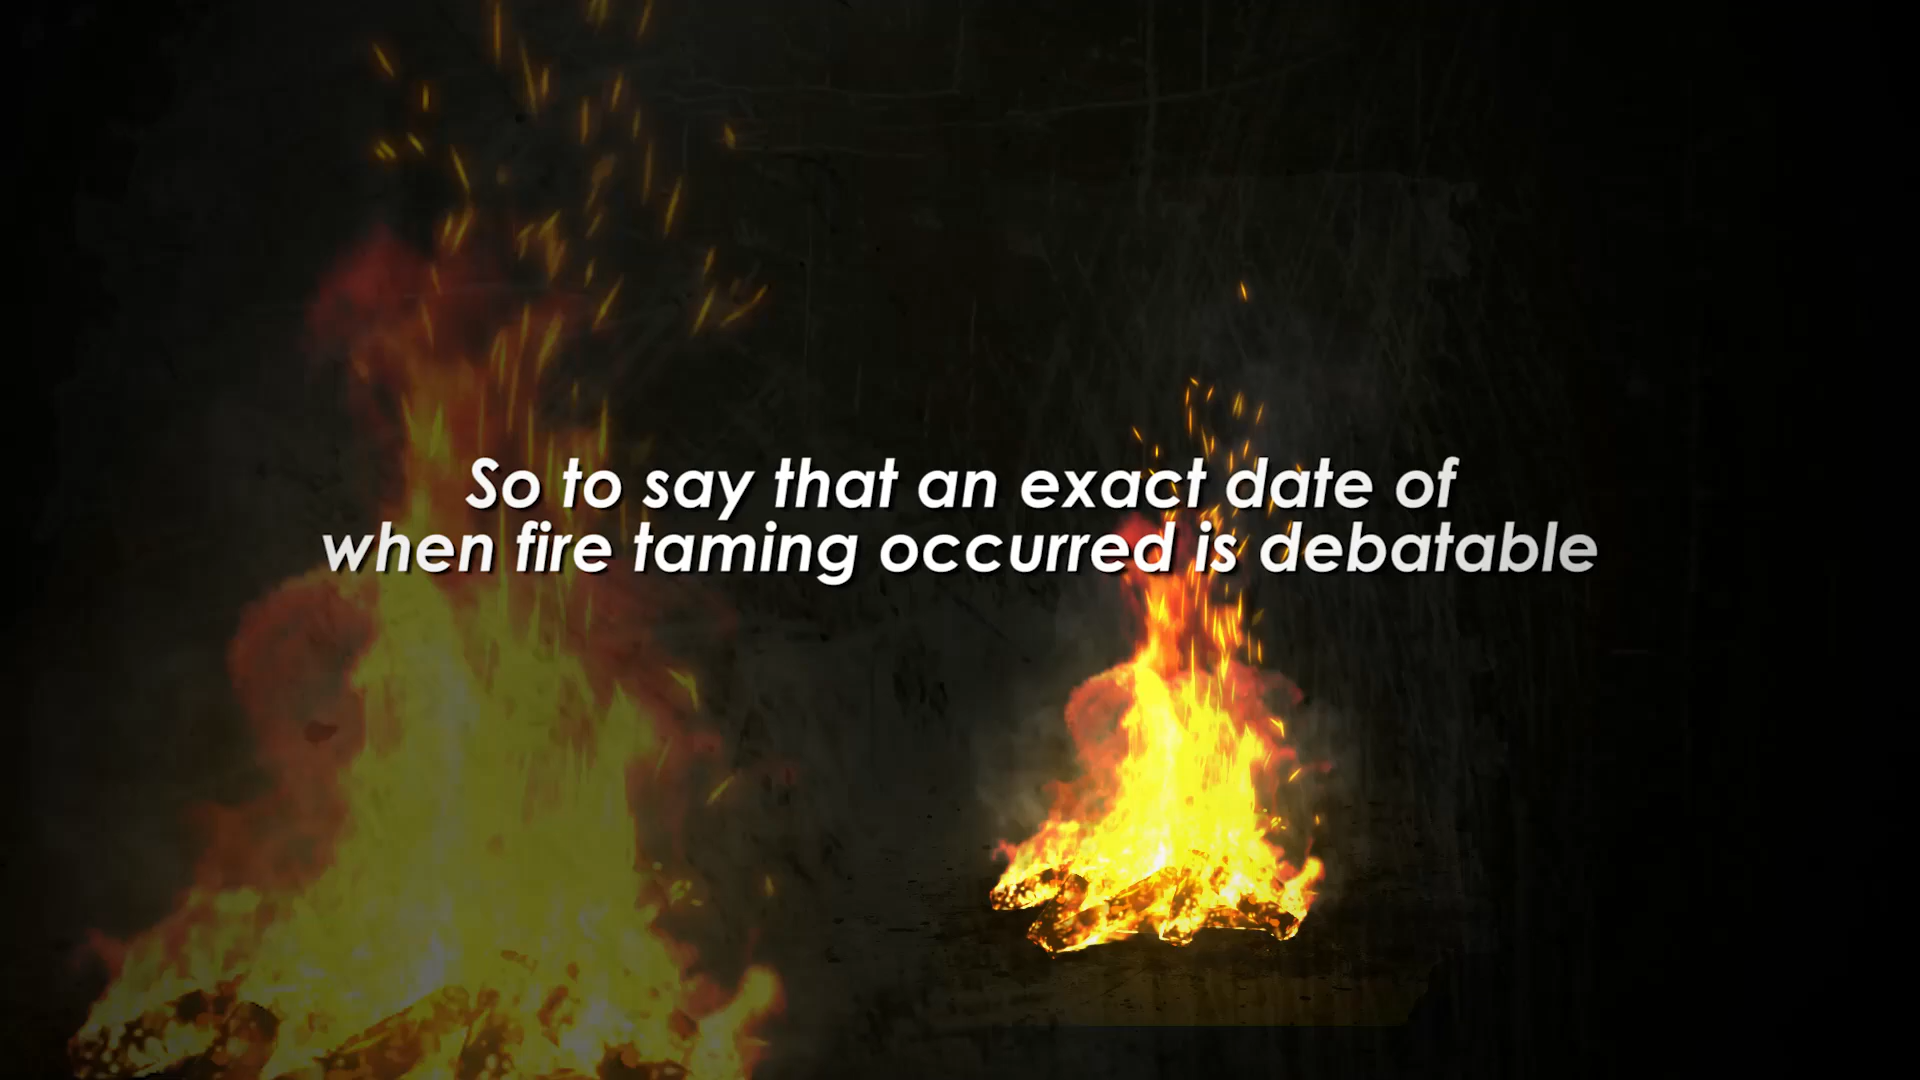 So to say that an exact date of
when fire taming occurred is debatable